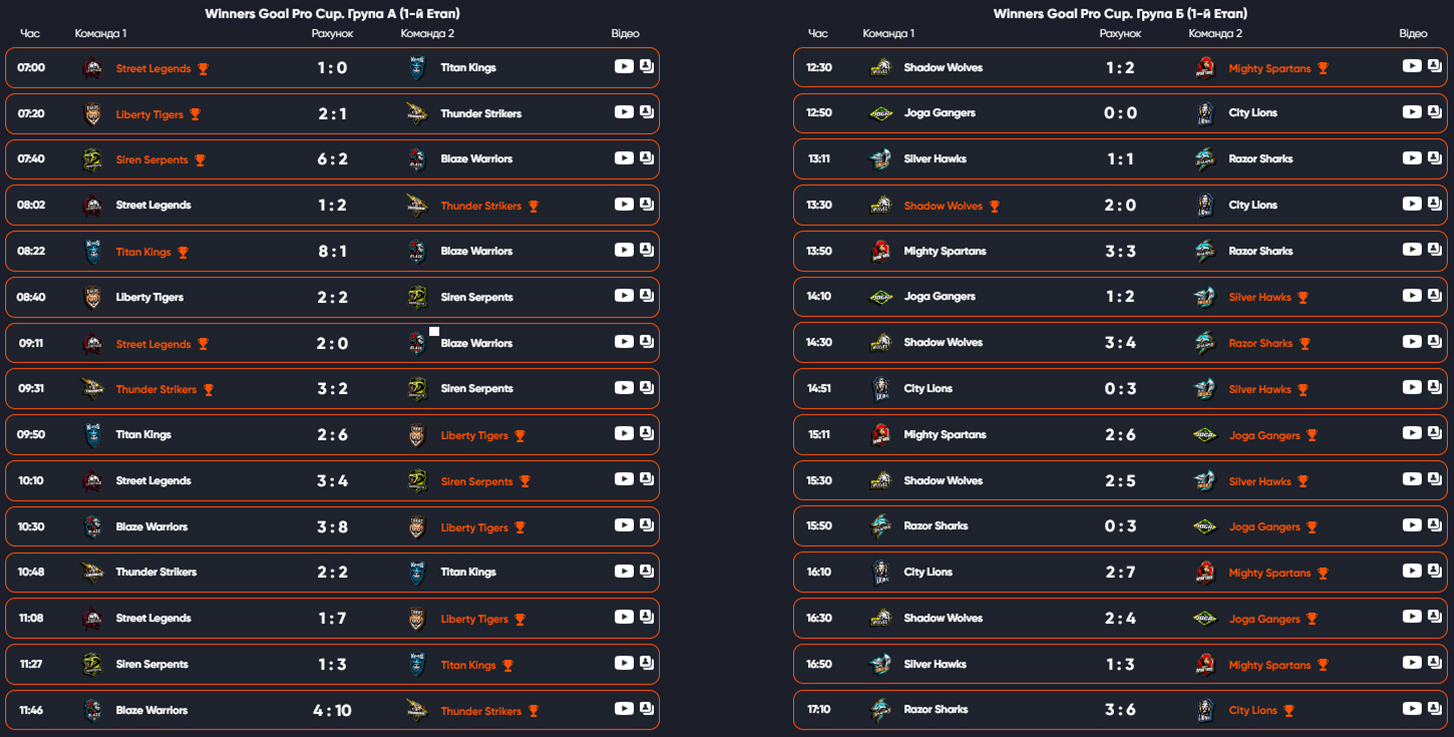 Winners Goal Pro Cup. Група А (1-й Етап)
Час Команда 1 Рахунок Команда 2 Відео
07:00 Street Legends 1 : 0 Titan Kings
07:20 Liberty Tigers 2 : 1 Thunder Strikers
07:40 Siren Serpents 6 : 2 Blaze Warriors
08:02 Street Legends 1 : 2 Thunder Strikers
08:22 Titan Kings 8 : 1 Blaze Warriors
08:40 Liberty Tigers 2 : 2 Siren Serpents
09:11 Street Legends 2 : 0 Blaze Warriors
09:31 Thunder Strikers 3 : 2 Siren Serpents
09:50 Titan Kings 2 : 6 Liberty Tigers
10:10 Street Legends 3 : 4 Siren Serpents
10:30 Blaze Warriors 3 : 8 Liberty Tigers
10:48 Thunder Strikers 2 : 2 Titan Kings
11:08 Street Legends 1 : 7 Liberty Tigers
11:27 Siren Serpents 1 : 3 Titan Kings
11:46 Blaze Warriors 4 : 10 Thunder Strikers
Winners Goal Pro Cup. Група Б (1-й Етап)
Час Команда 1 Рахунок Команда 2 Відео
12:30 Shadow Wolves 1 : 2 Mighty Spartans
12:50 Joga Gangers 0 : 0 City Lions
13:11 Silver Hawks 1 : 1 Razor Sharks
13:30 Shadow Wolves 2 : 0 City Lions
13:50 Mighty Spartans 3 : 3 Razor Sharks
14:10 Joga Gangers 1 : 2 Silver Hawks
14:30 Shadow Wolves 3 : 4 Razor Sharks
14:51 City Lions 0 : 3 Silver Hawks
15:11 Mighty Spartans 2 : 6 Joga Gangers
15:30 Shadow Wolves 2 : 5 Silver Hawks
15:50 Razor Sharks 0 : 3 Joga Gangers
16:10 City Lions 2 : 7 Mighty Spartans
16:30 Shadow Wolves 2 : 4 Joga Gangers
16:50 Silver Hawks 1 : 3 Mighty Spartans
17:10 Razor Sharks 3 : 6 City Lions